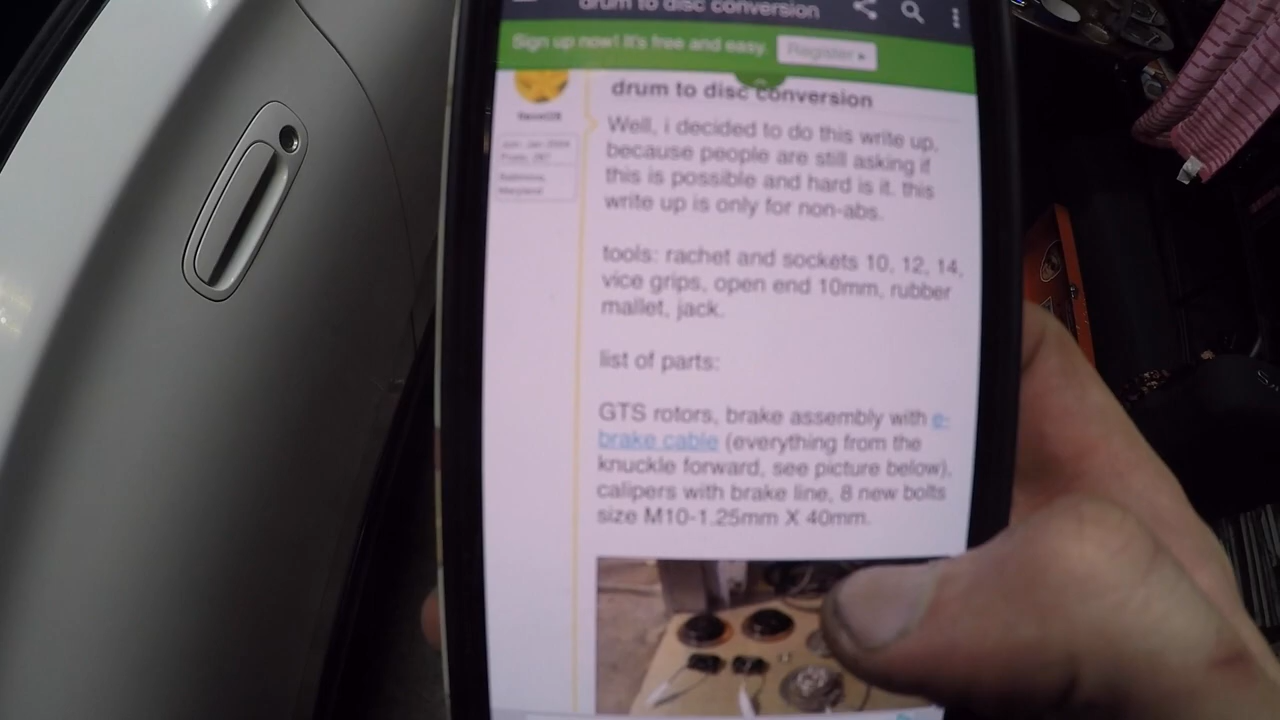 drum to disc conversion
Sign up now! It's free and easy. Register
drum to disc conversion
Well, i decided to do this write up,
because people are still asking if
this is possible and hard is it. this
write up is only for non-abs.
tools: rachet and sockets 10, 12, 14,
vice grips, open end 10mm, rubber
mallet, jack.
list of parts:
GTS rotors, brake assembly with e-
brake cable (everything from the
knuckle forward, see picture below),
calipers with brake line, 8 new bolts
size M10-1.25mm X 40mm.